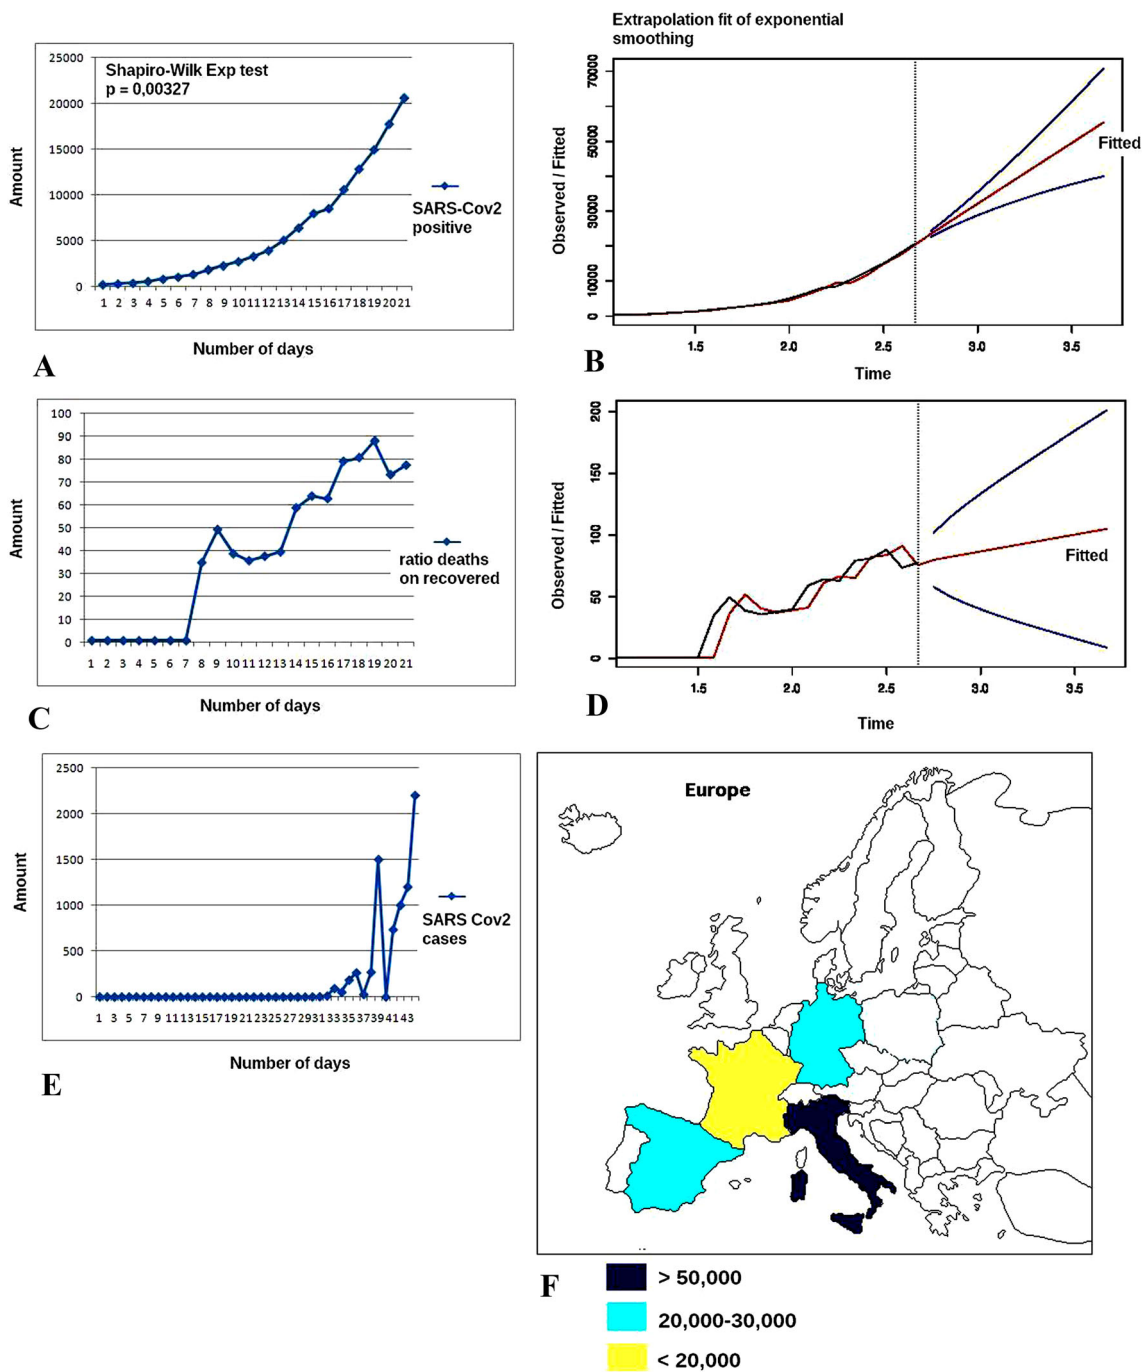 Shapiro-Wilk Exp test
p = 0,00327
25000
20000
15000
10000
5000
0
Amount
SARS-Cov2
positive
1 2 3 4 5 6 7 8 9 10 11 12 13 14 15 16 17 18 19 20 21
Number of days
A
Extrapolation fit of exponential
smoothing
70000
50000
30000
10000
0
Observed / Fitted
Fitted
1.5 2.0 2.5 3.0 3.5
Time
B
100
90
80
70
60
50
40
30
20
10
0
Amount
ratio deaths
on recovered
1 2 3 4 5 6 7 8 9 10 11 12 13 14 15 16 17 18 19 20 21
Number of days
C
200
150
100
50
0
Observed / Fitted
Fitted
1.5 2.0 2.5 3.0 3.5
Time
D
2500
2000
1500
1000
500
0
Amount
SARS Cov2
cases
1 3 5 7 9 11 13 15 17 19 21 23 25 27 29 31 33 35 37 39 41 43
Number of days
E
Europe
F
> 50,000
20,000-30,000
< 20,000